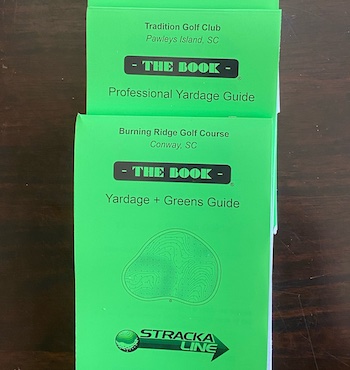 Tradition Golf Club
Pawleys Island, SC
- THE BOOK -
Professional Yardage Guide
Burning Ridge Golf Course
Conway, SC
- THE BOOK -
Yardage + Greens Guide
STRACKA
LINE